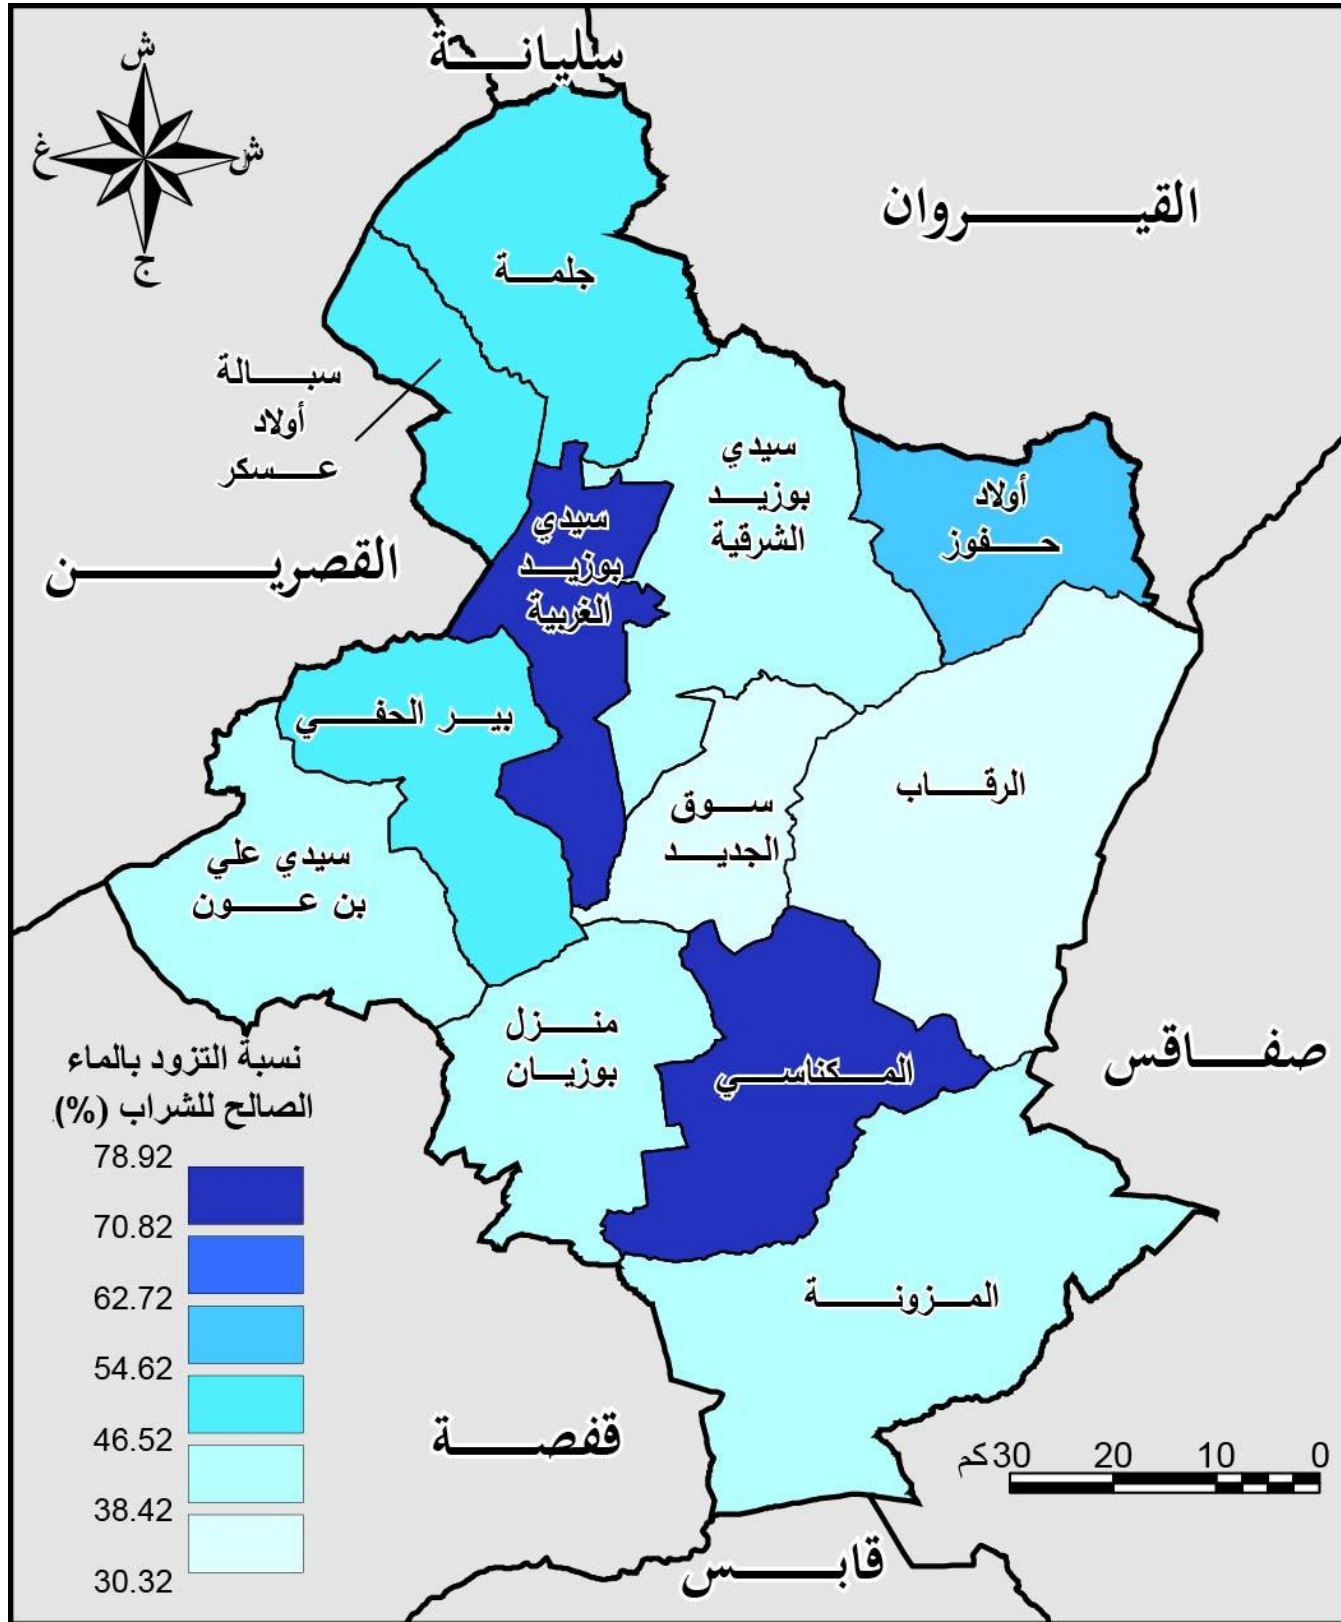 سليانة
ش
غ
ش
ج
القيروان
جلمة
سبالة
أولاد
عسكر
سيدي
بوزيد
الشرقية
أولاد
حفوز
سيدي
بوزيد
الغربية
القصرين
بير الحفي
الرقاب
سوق
الجديد
سيدي علي
بن عون
منزل
بوزيان
المكناسي
صفاقس
المزونة
نسبة التزود بالماء
الصالح للشراب (%)
78.92
70.82
62.72
54.62
46.52
38.42
30.32
قفصة
0 10 20 30 كم
قابس